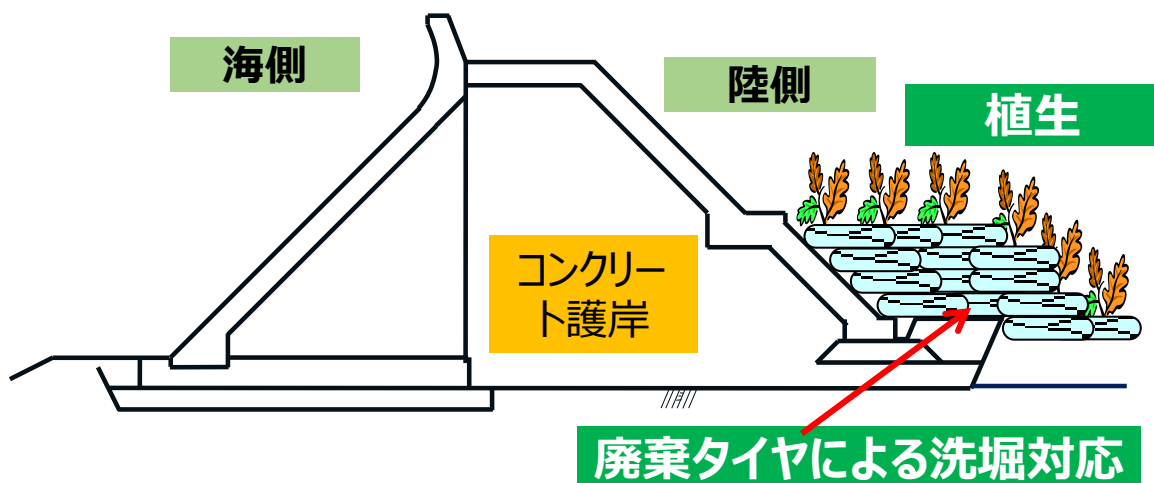 海側
陸側
植生
コンクリー
ト護岸
廃棄タイヤによる洗堀対応